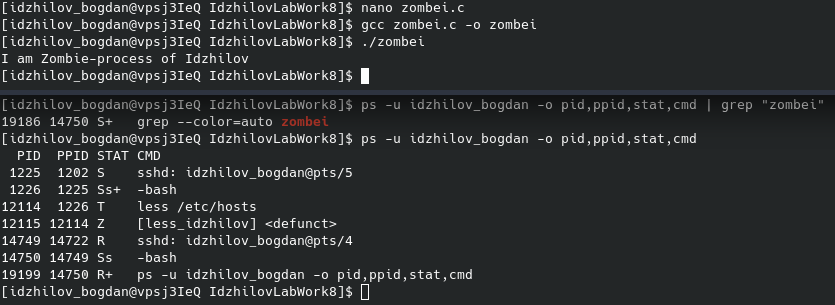 [idzhilov_bogdan@vpsj3IeQ IdzhilovLabWork8]$ nano zombei.c
[idzhilov_bogdan@vpsj3IeQ IdzhilovLabWork8]$ gcc zombei.c -o zombei
[idzhilov_bogdan@vpsj3IeQ IdzhilovLabWork8]$ ./zombei
I am Zombie-process of Idzhilov
[idzhilov_bogdan@vpsj3IeQ IdzhilovLabWork8]$
[idzhilov_bogdan@vpsj3IeQ IdzhilovLabWork8]$ ps -u idzhilov_bogdan -o pid,ppid,stat,cmd | grep "zombei"
19186 14750 S+   grep --color=auto zombei
[idzhilov_bogdan@vpsj3IeQ IdzhilovLabWork8]$ ps -u idzhilov_bogdan -o pid,ppid,stat,cmd
  PID  PPID STAT CMD
 1225  1202 S    sshd: idzhilov_bogdan@pts/5
 1226  1225 Ss+  -bash
12114  1226 T    less /etc/hosts
12115 12114 Z    [less_idzhilov] <defunct>
14749 14722 R    sshd: idzhilov_bogdan@pts/4
14750 14749 Ss   -bash
19199 14750 R+   ps -u idzhilov_bogdan -o pid,ppid,stat,cmd
[idzhilov_bogdan@vpsj3IeQ IdzhilovLabWork8]$